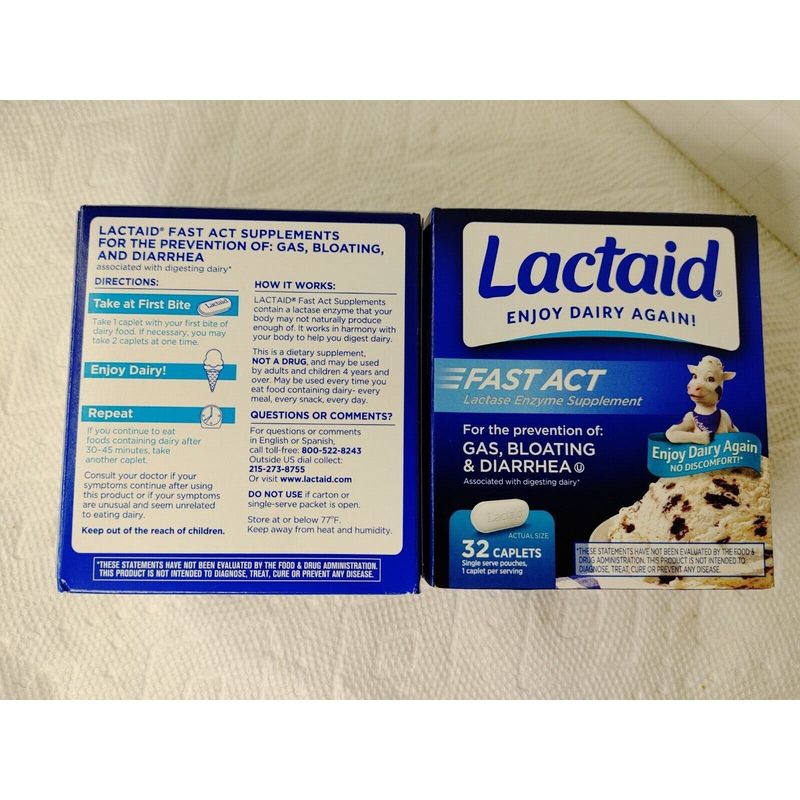 LACTAID® FAST ACT SUPPLEMENTS
FOR THE PREVENTION OF: GAS, BLOATING,
AND DIARRHEA
associated with digesting dairy*
DIRECTIONS:
Take at First Bite
Lactaid
Take 1 caplet with your first bite of
dairy food. If necessary, you may
take 2 caplets at one time.
Enjoy Dairy!
Repeat
If you continue to eat
foods containing dairy after
30-45 minutes, take
another caplet.
Consult your doctor if your
symptoms continue after using
this product or if your symptoms
are unusual and seem unrelated
to eating dairy.
Keep out of the reach of children.
HOW IT WORKS:
LACTAID® Fast Act Supplements
contain a lactase enzyme that your
body may not naturally produce
enough of. It works in harmony with
your body to help you digest dairy.
This is a dietary supplement,
NOT A DRUG, and may be used
by adults and children 4 years and
over. May be used every time you
eat food containing dairy- every
meal, every snack, every day.
QUESTIONS OR COMMENTS?
For questions or comments
in English or Spanish,
call toll-free: 800-522-8243
Outside US dial collect:
215-273-8755
Or visit www.lactaid.com
DO NOT USE if carton or
single-serve packet is open.
Store at or below 77°F.
Keep away from heat and humidity.
*THESE STATEMENTS HAVE NOT BEEN EVALUATED BY THE FOOD & DRUG ADMINISTRATION.
THIS PRODUCT IS NOT INTENDED TO DIAGNOSE, TREAT, CURE OR PREVENT ANY DISEASE.
Lactaid®
ENJOY DAIRY AGAIN!
FAST ACT
Lactase Enzyme Supplement
For the prevention of:
GAS, BLOATING
& DIARRHEA U
Associated with digesting dairy*
Lactaid
Enjoy Dairy Again
NO DISCOMFORT!*
Lactaid
ACTUAL SIZE
32 CAPLETS
Single serve pouches,
1 caplet per serving
*THESE STATEMENTS HAVE NOT BEEN EVALUATED BY THE FOOD &
DRUG ADMINISTRATION. THIS PRODUCT IS NOT INTENDED TO
DIAGNOSE, TREAT, CURE OR PREVENT ANY DISEASE.